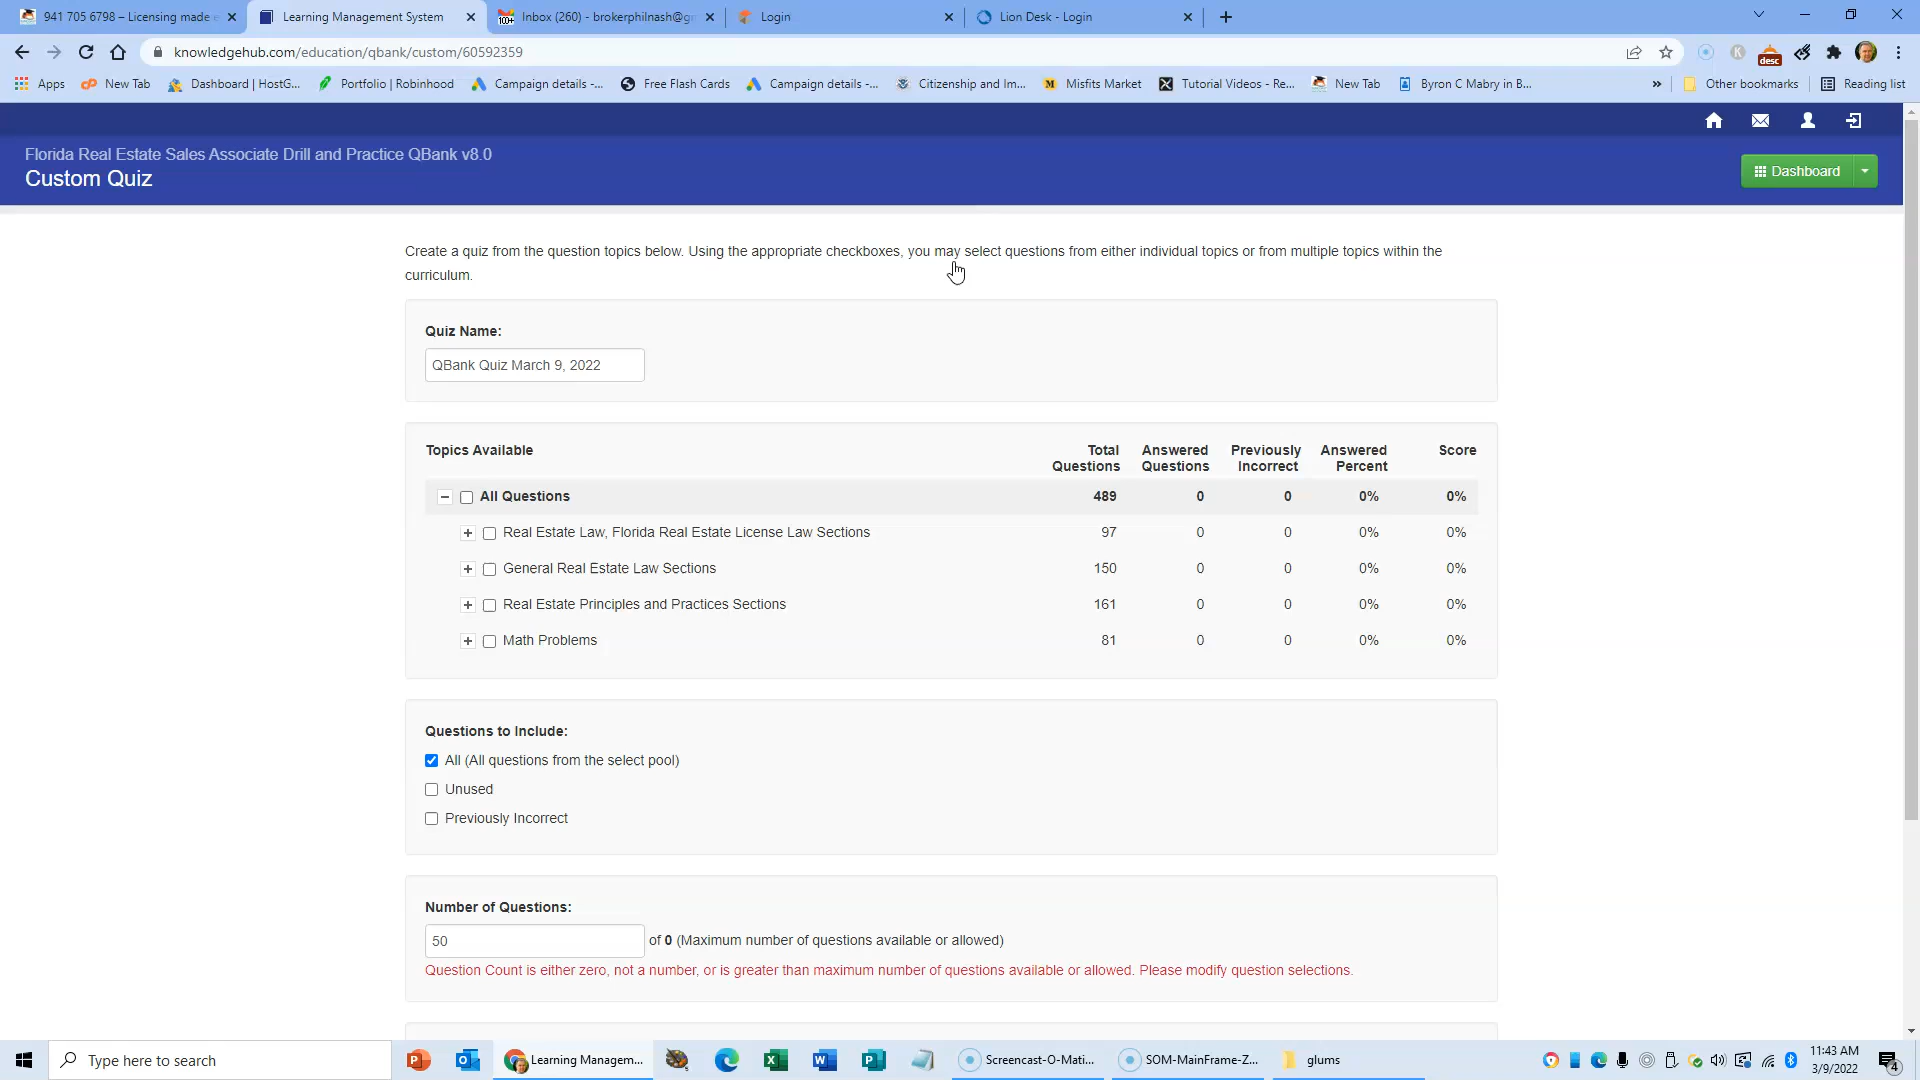 941 705 6798 – Licensing made e
Learning Management System
Inbox (260) - brokerphilnash@g
Login
Lion Desk - Login
knowledgehub.com/education/qbank/custom/60592359
desc
Apps
New Tab
Dashboard | HostG...
Portfolio | Robinhood
Campaign details -...
Free Flash Cards
Campaign details -...
Citizenship and Im...
Misfits Market
Tutorial Videos - Re...
New Tab
Byron C Mabry in B...
»
Other bookmarks
Reading list
Florida Real Estate Sales Associate Drill and Practice QBank v8.0
Custom Quiz
Dashboard
Create a quiz from the question topics below. Using the appropriate checkboxes, you may select questions from either individual topics or from multiple topics within the
curriculum.
Quiz Name:
QBank Quiz March 9, 2022
Topics Available Total Questions Answered Questions Previously Incorrect Answered Percent Score
All Questions 489 0 0 0% 0%
Real Estate Law, Florida Real Estate License Law Sections 97 0 0 0% 0%
General Real Estate Law Sections 150 0 0 0% 0%
Real Estate Principles and Practices Sections 161 0 0 0% 0%
Math Problems 81 0 0 0% 0%
Questions to Include:
All (All questions from the select pool)
Unused
Previously Incorrect
Number of Questions:
50 of 0 (Maximum number of questions available or allowed)
Question Count is either zero, not a number, or is greater than maximum number of questions available or allowed. Please modify question selections.
Type here to search
Learning Managem...
Screencast-O-Mati...
SOM-MainFrame-Z...
glums
11:43 AM
3/9/2022
4